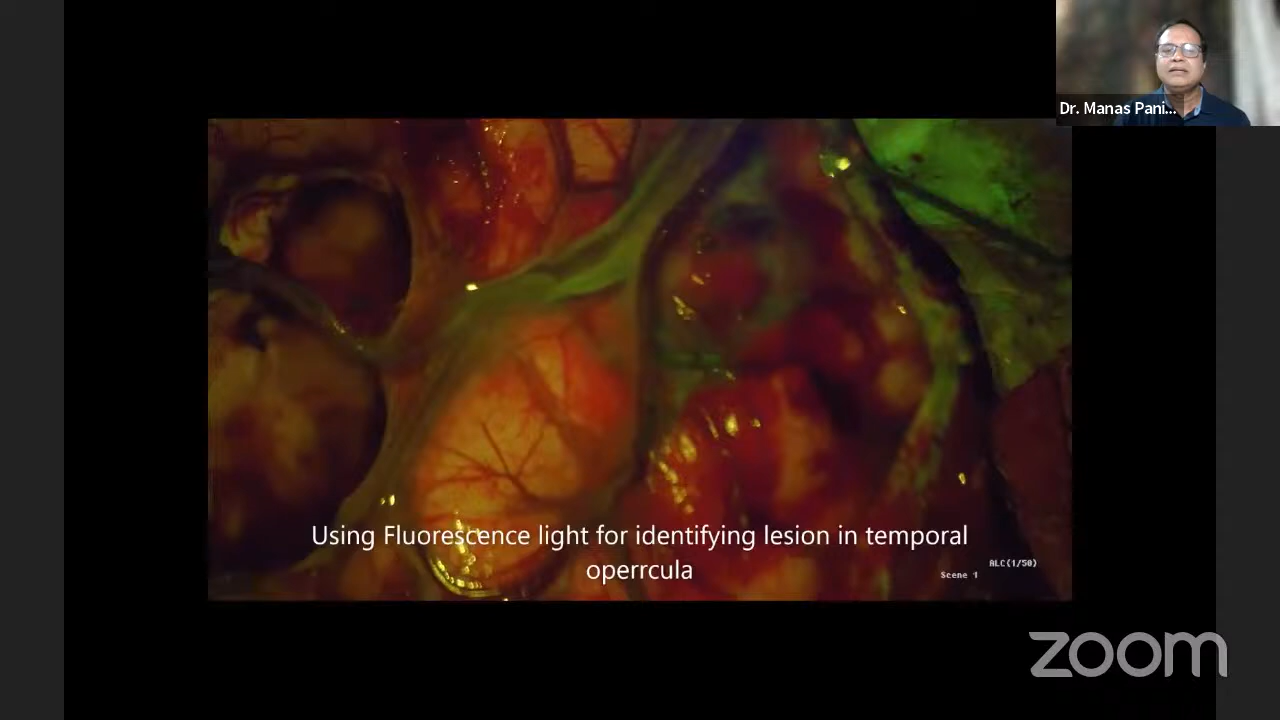 Dr. Manas Pani...
Using Fluorescence light for identifying lesion in temporal
operrcula
ALC(1/50)
Scene 1
zoom